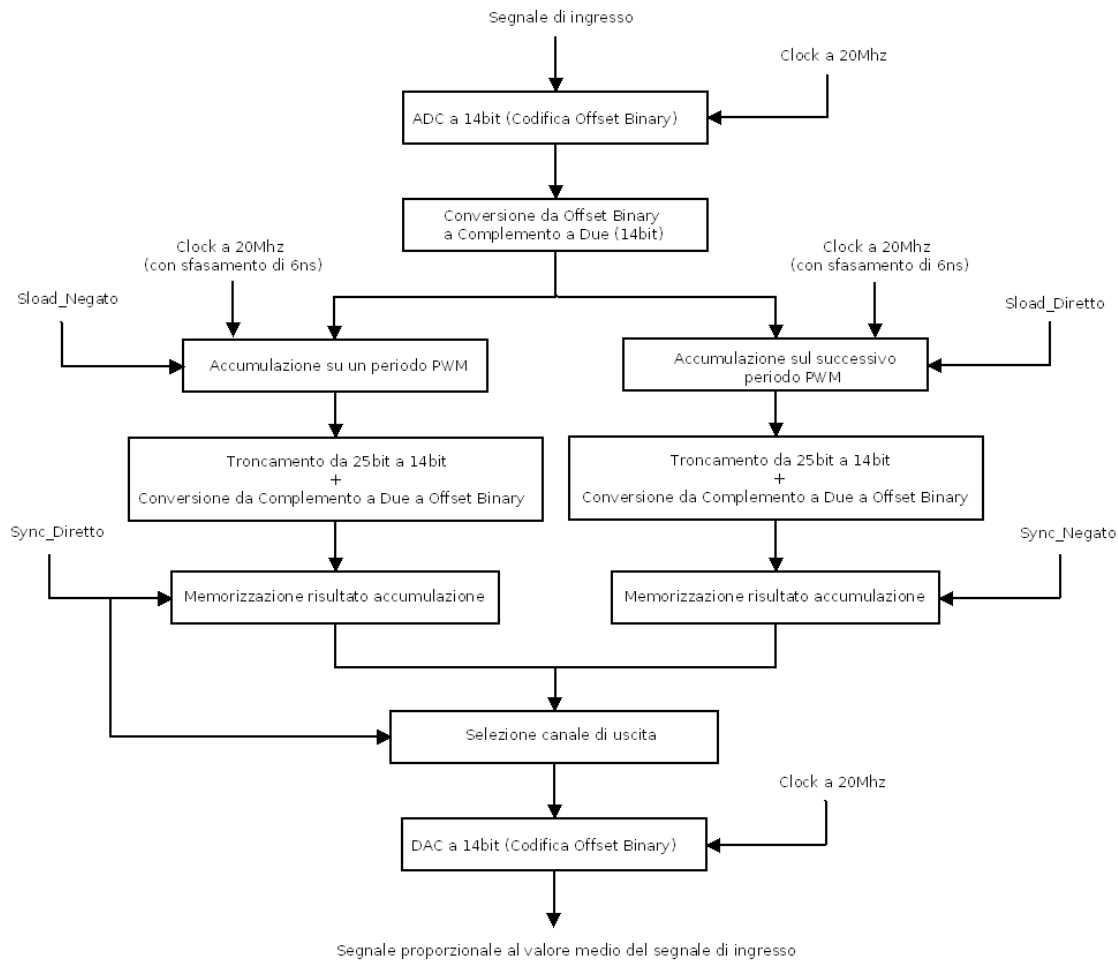 Segnale di ingresso
Clock a 20Mhz
ADC a 14bit (Codifica Offset Binary)
Conversione da Offset Binary
a Complemento a Due (14bit)
Clock a 20Mhz
(con sfasamento di 6ns)
Clock a 20Mhz
(con sfasamento di 6ns)
Sload_Negato
Sload_Diretto
Accumulazione su un periodo PWM
Accumulazione sul successivo
periodo PWM
Troncamento da 25bit a 14bit
+
Conversione da Complemento a Due a Offset Binary
Troncamento da 25bit a 14bit
+
Conversione da Complemento a Due a Offset Binary
Sync_Diretto
Sync_Negato
Memorizzazione risultato accumulazione
Memorizzazione risultato accumulazione
Selezione canale di uscita
Clock a 20Mhz
DAC a 14bit (Codifica Offset Binary)
Segnale proporzionale al valore medio del segnale di ingresso